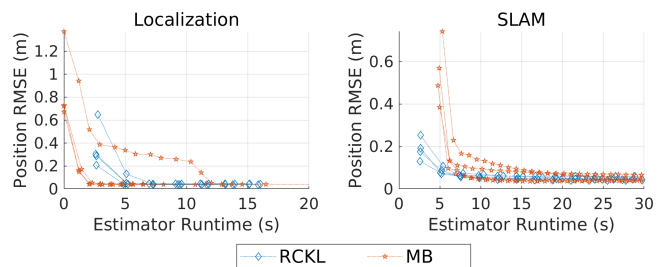 Localization
SLAM
Position RMSE (m)
1.2
1
0.8
0.6
0.4
0.2
0
0
5
10
15
20
Estimator Runtime (s)
Position RMSE (m)
0.6
0.4
0.2
0
0
5
10
15
20
25
30
Estimator Runtime (s)
RCKL
MB